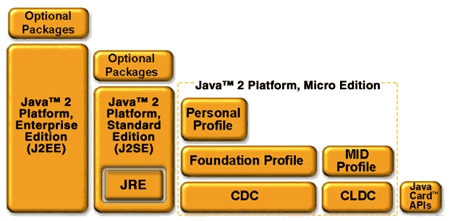 Optional
Packages
Java™ 2
Platform,
Enterprise
Edition
(J2EE)
Optional
Packages
Java™ 2
Platform,
Standard
Edition
(J2SE)
JRE
Java™ 2 Platform, Micro Edition
Personal
Profile
Foundation Profile
MID
Profile
CDC
CLDC
Java
Card™
APIs